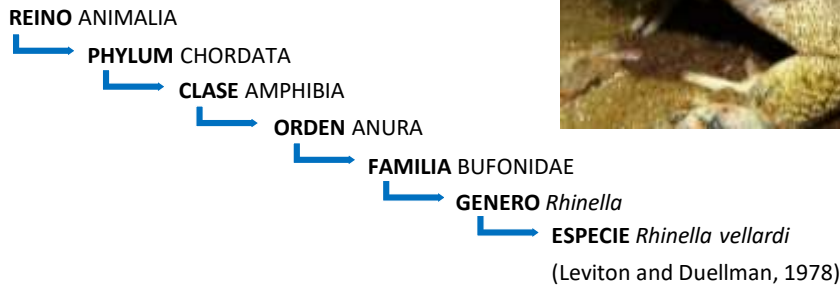 REINO ANIMALIA
PHYLUM CHORDATA
CLASE AMPHIBIA
ORDEN ANURA
FAMILIA BUFONIDAE
GENERO Rhinella
ESPECIE Rhinella vellardi
(Leviton and Duellman, 1978)